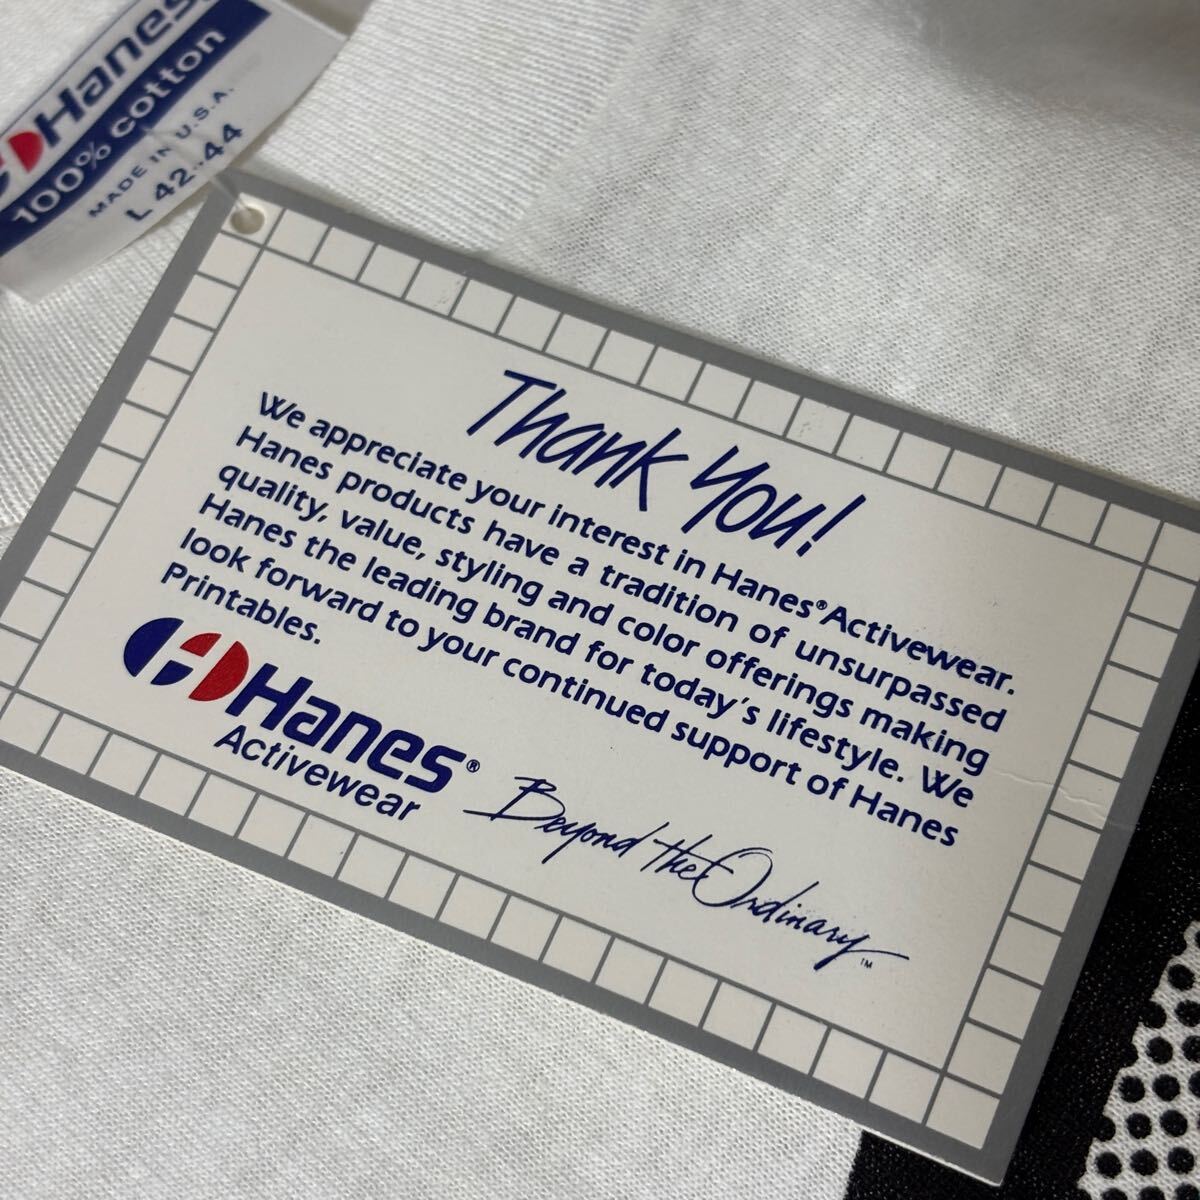 Hanes
100% cotton
MADE IN U.S.A.
L 42-44
Thank You!
We appreciate your interest in Hanes® Activewear.
Hanes products have a tradition of unsurpassed
quality, value, styling and color offerings making
Hanes the leading brand for today's lifestyle. We
look forward to your continued support of Hanes
Printables.
Hanes®
Activewear
Beyond the Ordinary™